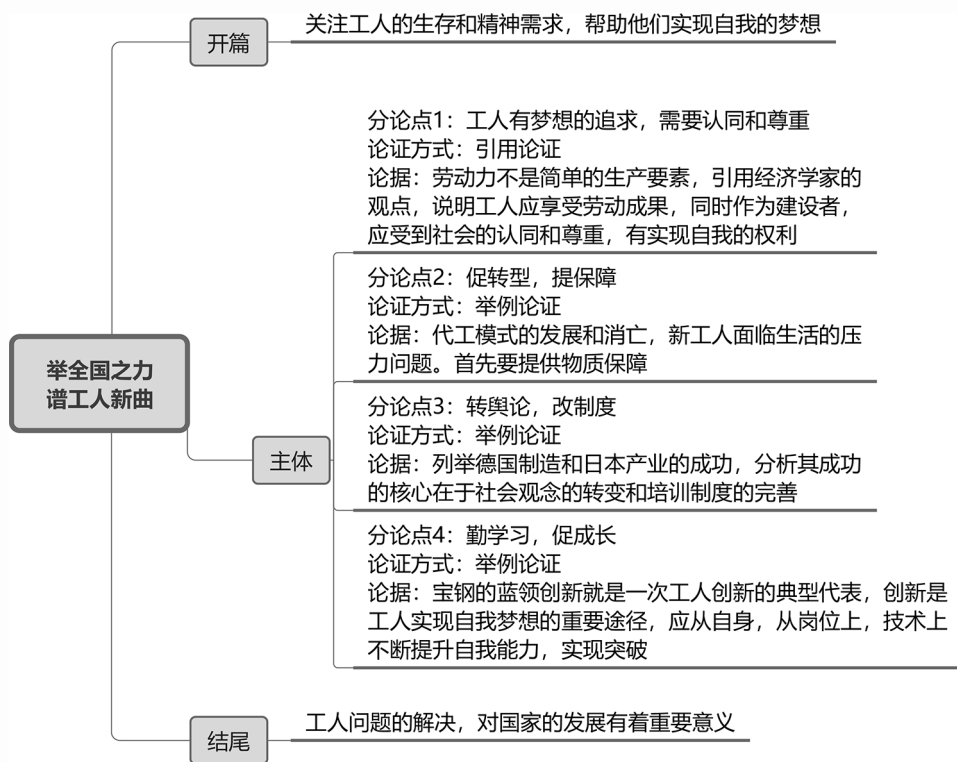 开篇
关注工人的生存和精神需求，帮助他们实现自我的梦想
举全国之力
谱工人新曲
主体
分论点1：工人有梦想的追求，需要认同和尊重
论证方式：引用论证
论据：劳动力不是简单的生产要素，引用经济学家的
观点，说明工人应享受劳动成果，同时作为建设者，
应受到社会的认同和尊重，有实现自我的权利
分论点2：促转型，提保障
论证方式：举例论证
论据：代工模式的发展和消亡，新工人面临生活的压
力问题。首先要提供物质保障
分论点3：转舆论，改制度
论证方式：举例论证
论据：列举德国制造和日本产业的成功，分析其成功
的核心在于社会观念的转变和培训制度的完善
分论点4：勤学习，促成长
论证方式：举例论证
论据：宝钢的蓝领创新就是一次工人创新的典型代表，创新是
工人实现自我梦想的重要途径，应从自身，从岗位上，技术上
不断提升自我能力，实现突破
结尾
工人问题的解决，对国家的发展有着重要意义